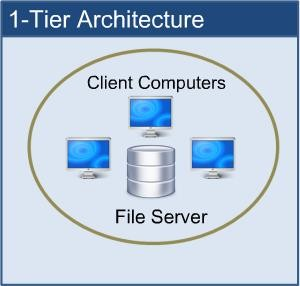 1-Tier Architecture
Client Computers
File Server